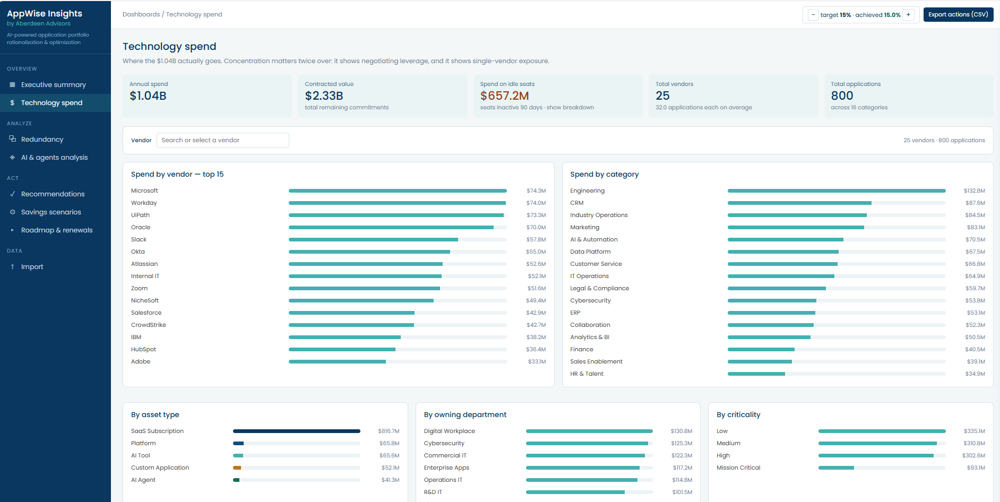 AppWise Insights
by Aberdeen Advisors
AI-powered application portfolio
rationalization & optimization
OVERVIEW
Executive summary
$ Technology spend
ANALYZE
Redundancy
AI & agents analysis
ACT
Recommendations
Savings scenarios
Roadmap & renewals
DATA
Import
Dashboards / Technology spend
- target 15% · achieved 15.0% +
Export actions (CSV)
Technology spend
Where the $1.04B actually goes. Concentration matters twice over: it shows negotiating leverage, and it shows single-vendor exposure.
Annual spend
$1.04B
Contracted value
$2.33B
total remaining commitments
Spend on idle seats
$657.2M
seats inactive 90 days · show breakdown
Total vendors
25
32.0 applications each on average
Total applications
800
across 16 categories
Vendor
Search or select a vendor
25 vendors · 800 applications
Spend by vendor — top 15
Microsoft $74.3M
Workday $74.0M
UiPath $73.3M
Oracle $70.0M
Slack $57.8M
Okta $55.0M
Atlassian $52.6M
Internal IT $52.1M
Zoom $51.6M
NicheSoft $49.4M
Salesforce $42.9M
CrowdStrike $42.7M
IBM $38.2M
HubSpot $36.4M
Adobe $33.1M
Spend by category
Engineering $132.8M
CRM $87.6M
Industry Operations $84.5M
Marketing $83.1M
AI & Automation $70.5M
Data Platform $67.5M
Customer Service $66.8M
IT Operations $64.9M
Legal & Compliance $59.7M
Cybersecurity $53.8M
ERP $53.1M
Collaboration $52.3M
Analytics & BI $50.5M
Finance $40.5M
Sales Enablement $39.1M
HR & Talent $34.9M
By asset type
SaaS Subscription $816.7M
Platform $65.8M
AI Tool $65.6M
Custom Application $52.1M
AI Agent $41.3M
By owning department
Digital Workplace $130.8M
Cybersecurity $125.3M
Commercial IT $122.3M
Enterprise Apps $117.2M
Operations IT $114.8M
R&D IT $101.5M
By criticality
Low $335.1M
Medium $310.8M
High $302.6M
Mission Critical $93.1M